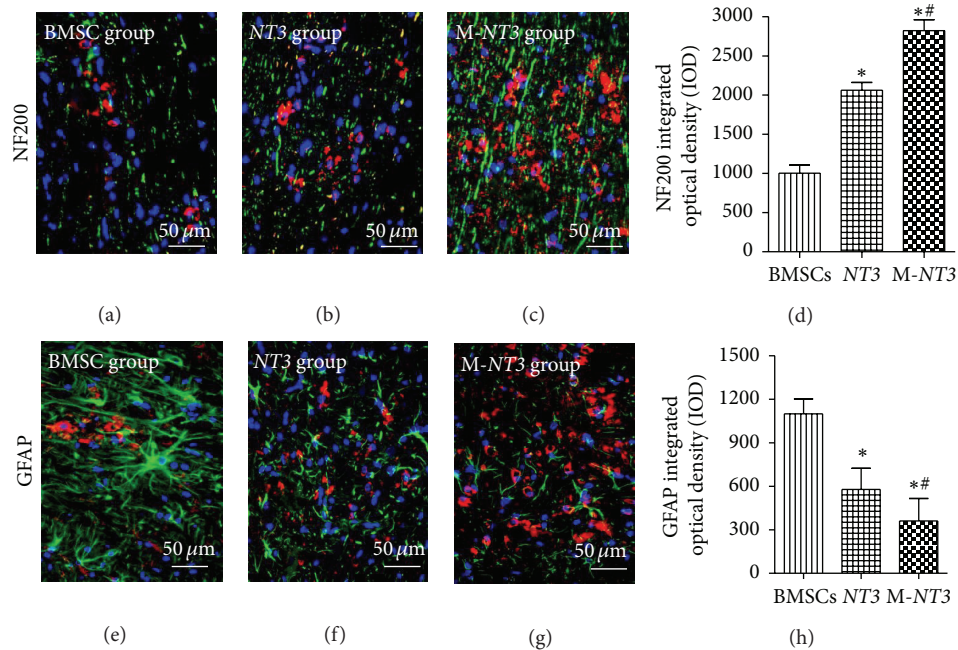 NF200
BMSC group
50 μm
NT3 group
50 μm
M-NT3 group
50 μm
NF200 integrated
optical density (IOD)
3000
2500
2000
1500
1000
500
0
*
*#
BMSCs NT3 M-NT3
(a) (b) (c) (d)
GFAP
BMSC group
50 μm
NT3 group
50 μm
M-NT3 group
50 μm
GFAP integrated
optical density (IOD)
1500
1200
900
600
300
0
*
*#
BMSCs NT3 M-NT3
(e) (f) (g) (h)